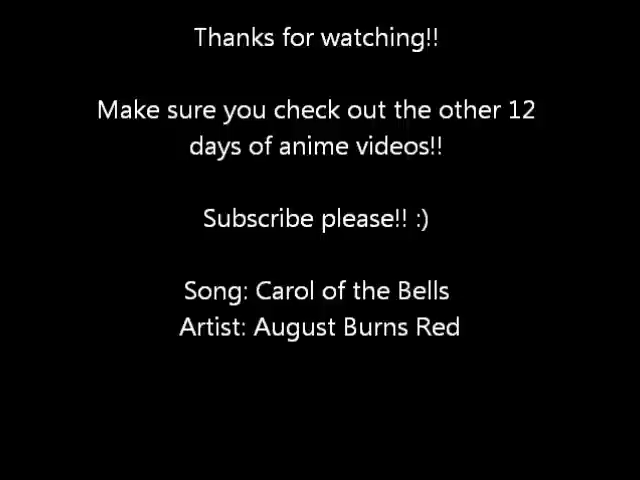 Thanks for watching!!
Make sure you check out the other 12
days of anime videos!!
Subscribe please!! :)
Song: Carol of the Bells
Artist: August Burns Red